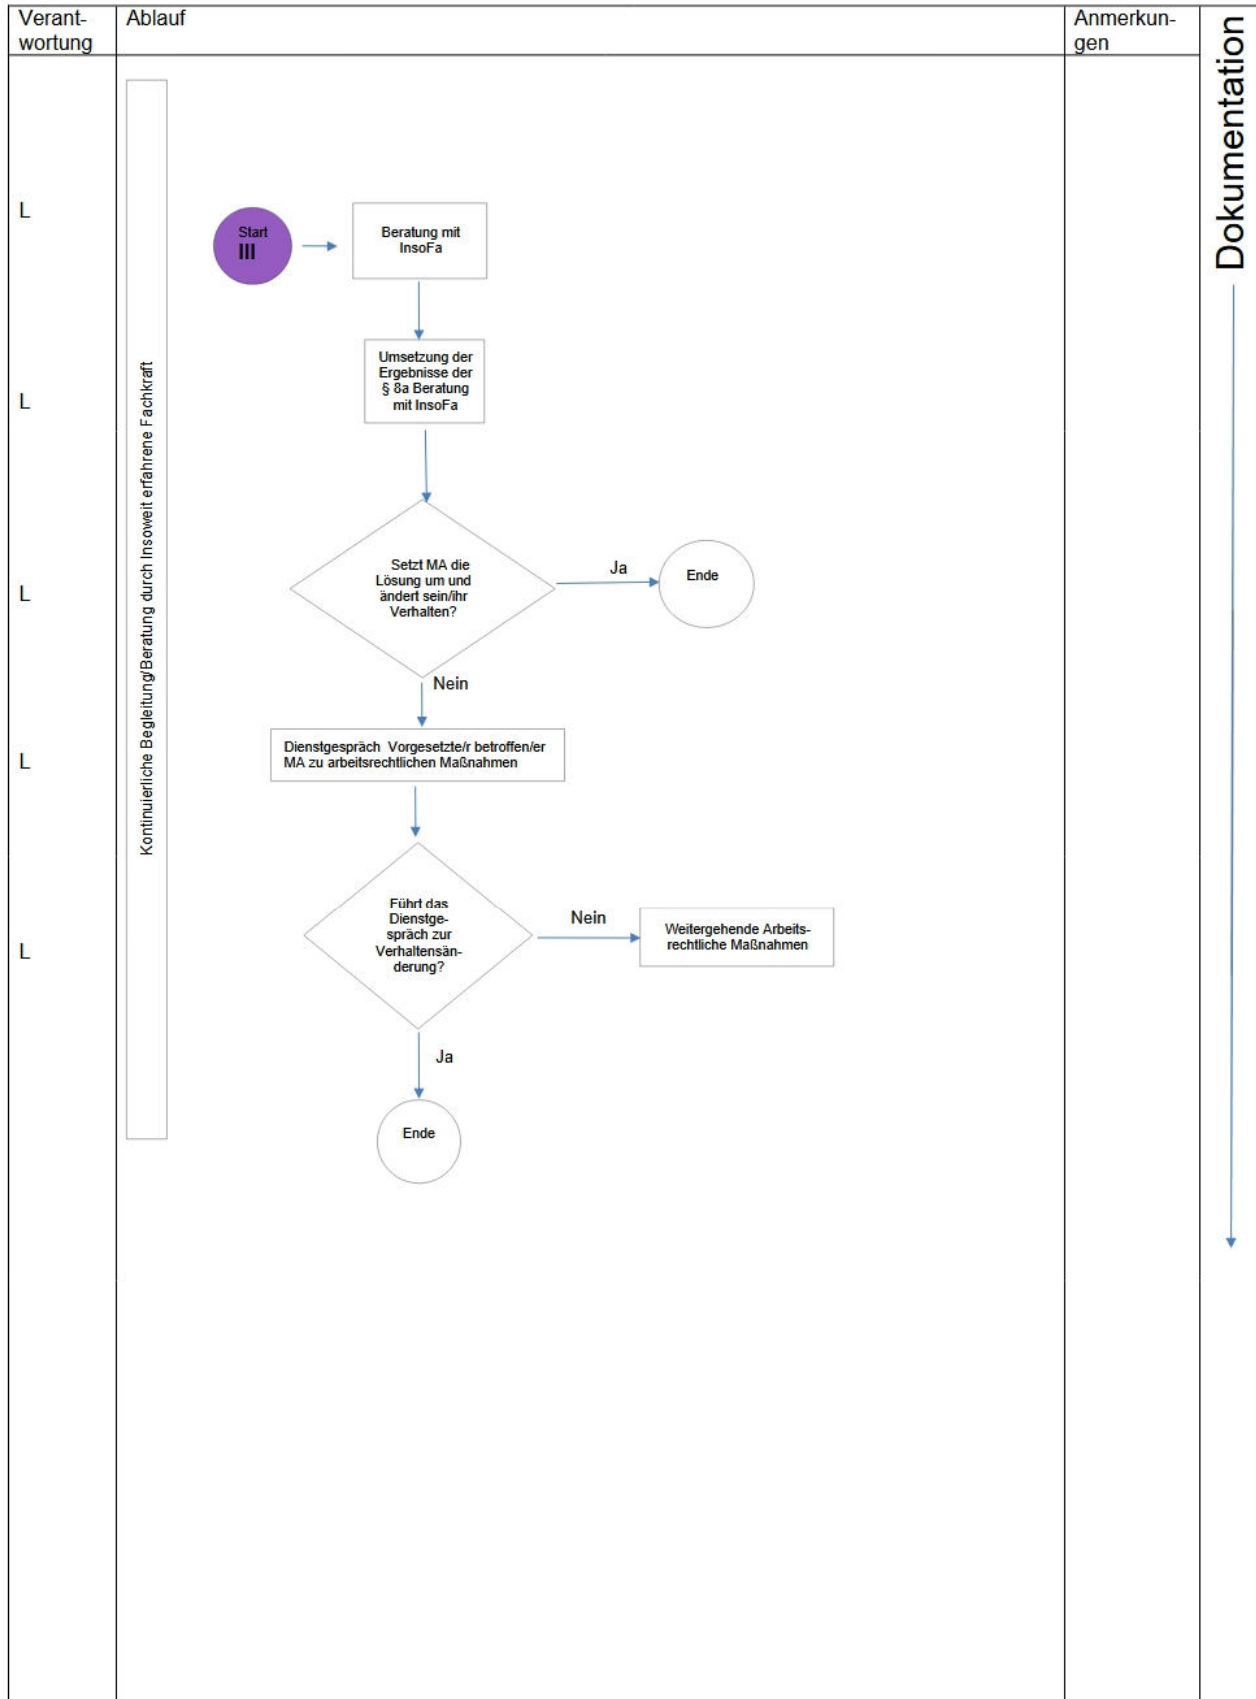 Verant-
wortung
Ablauf
Anmerkun-
gen
Dokumentation
Kontinuierliche Begleitung/Beratung durch Insoweit erfahrene Fachkraft
L
Start
III
Beratung mit
InsoFa
Umsetzung der
Ergebnisse der
§ 8a Beratung
mit InsoFa
L
Setzt MA die
Lösung um und
ändert sein/ihr
Verhalten?
Ja
Ende
L
Nein
Dienstgespräch Vorgesetzte/r betroffen/er
MA zu arbeitsrechtlichen Maßnahmen
L
Führt das
Dienstge-
spräch zur
Verhaltensän-
derung?
Nein
Weitergehende Arbeits-
rechtliche Maßnahmen
L
Ja
Ende